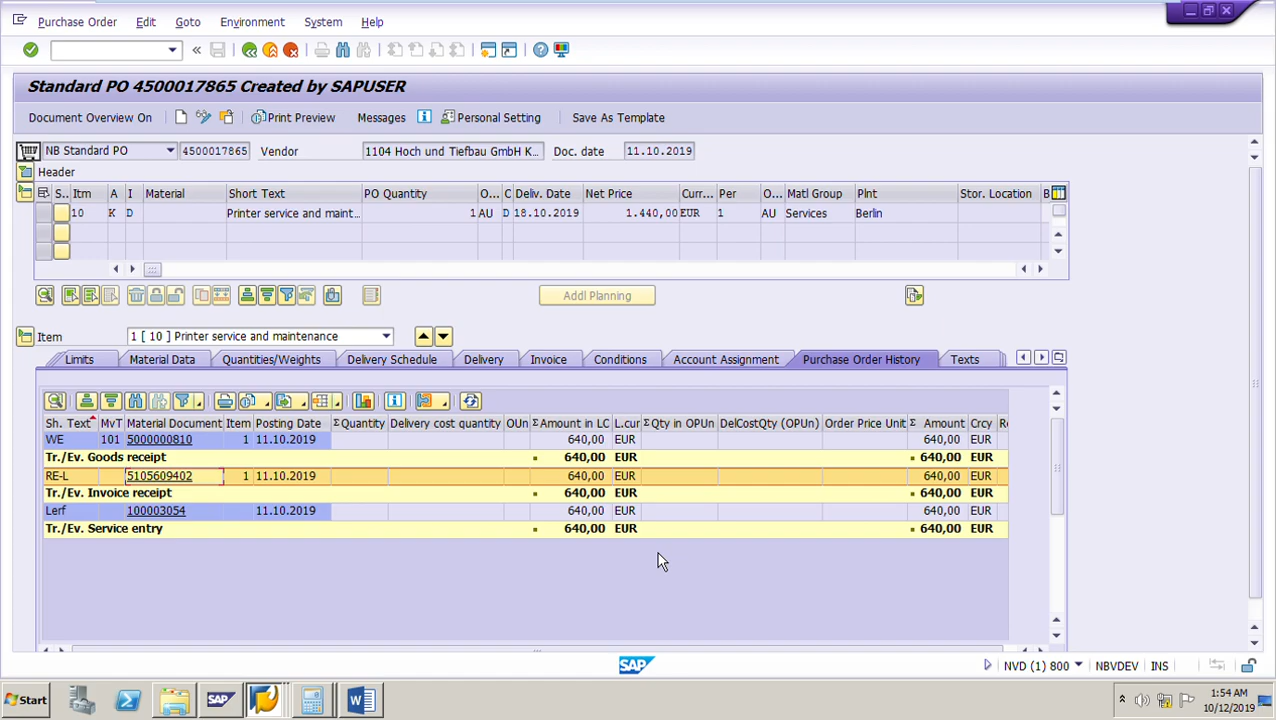 Purchase Order Edit Goto Environment System Help
Standard PO 4500017865 Created by SAPUSER
Document Overview On Print Preview Messages Personal Setting Save As Template
NB Standard PO 4500017865 Vendor 1104 Hoch und Tiefbau GmbH K... Doc. date 11.10.2019
Header
S.. Itm A I Material Short Text PO Quantity O... C Deliv. Date Net Price Curr... Per O... Matl Group Plnt Stor. Location B
10 K D Printer service and maint... 1 AU D 18.10.2019 1.440,00 EUR 1 AU Services Berlin
Addl Planning
Item 1 [ 10 ] Printer service and maintenance
Limits Material Data Quantities/Weights Delivery Schedule Delivery Invoice Conditions Account Assignment Purchase Order History Texts
Sh. Text MvT Material Document Item Posting Date Σ Quantity Delivery cost quantity OUn Σ Amount in LC L.cur Σ Qty in OPUn DelCostQty (OPUn) Order Price Unit Σ Amount Crcy Re
WE 101 5000000810 1 11.10.2019 640,00 EUR 640,00 EUR
Tr./Ev. Goods receipt ▪ 640,00 EUR ▪ 640,00 EUR
RE-L 5105609402 1 11.10.2019 640,00 EUR 640,00 EUR
Tr./Ev. Invoice receipt ▪ 640,00 EUR ▪ 640,00 EUR
Lerf 100003054 11.10.2019 640,00 EUR 640,00 EUR
Tr./Ev. Service entry ▪ 640,00 EUR ▪ 640,00 EUR
SAP NVD (1) 800 NBVDEV INS
Start SAP 1:54 AM
10/12/2019